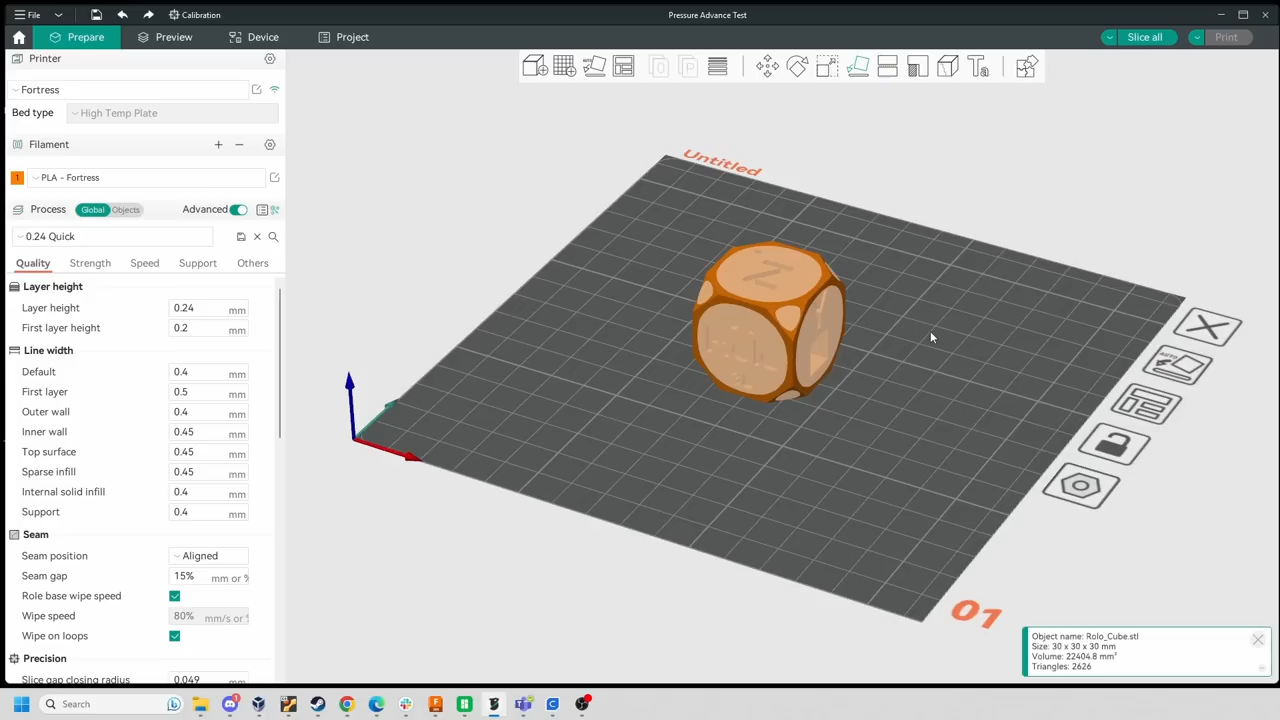 File
Calibration
Pressure Advance Test
Prepare
Preview
Device
Project
Slice all
Print
Printer
Fortress
Bed type
High Temp Plate
Filament
1
PLA - Fortress
Process
Global
Objects
Advanced
0.24 Quick
Quality
Strength
Speed
Support
Others
Layer height
Layer height 0.24 mm
First layer height 0.2 mm
Line width
Default 0.4 mm
First layer 0.5 mm
Outer wall 0.4 mm
Inner wall 0.45 mm
Top surface 0.45 mm
Sparse infill 0.45 mm
Internal solid infill 0.4 mm
Support 0.4 mm
Seam
Seam position Aligned
Seam gap 15% mm or %
Role base wipe speed
Wipe speed 80% mm/s or %
Wipe on loops
Precision
Slice gap closing radius 0.049 mm
Untitled
Z
AUTO
01
Object name: Rolo_Cube.stl
Size: 30 x 30 x 30 mm
Volume: 22404.8 mm³
Triangles: 2626
Search